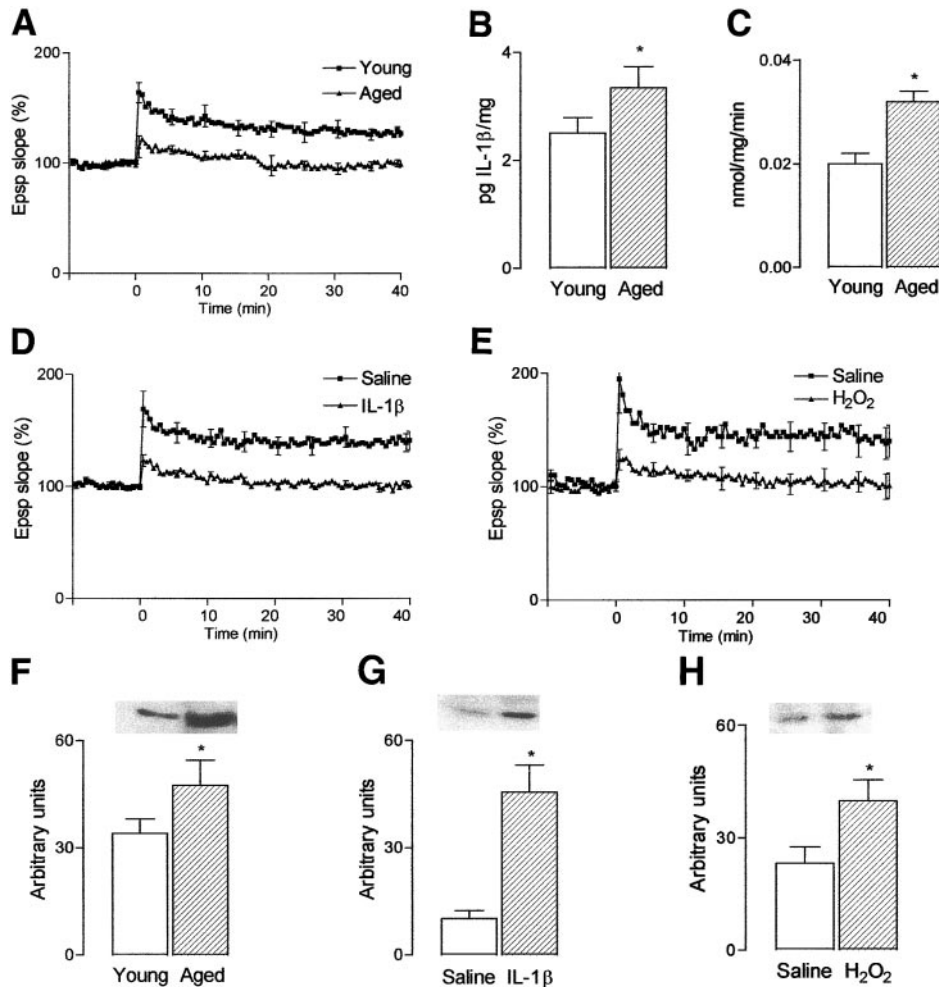 A
200
150
100
50
0
Epsp slope (%)
Young
Aged
0 10 20 30 40
Time (min)
B
4
2
0
pg IL-1β/mg
*
Young Aged
C
0.04
0.02
0.00
nmol/mg/min
*
Young Aged
D
200
100
0
Epsp slope (%)
Saline
IL-1β
0 10 20 30 40
Time (min)
E
200
100
0
Epsp slope (%)
Saline
H₂O₂
0 10 20 30 40
Time (min)
F
60
30
0
Arbitrary units
*
Young Aged
G
60
30
0
Arbitrary units
*
Saline IL-1β
H
60
30
0
Arbitrary units
*
Saline H₂O₂